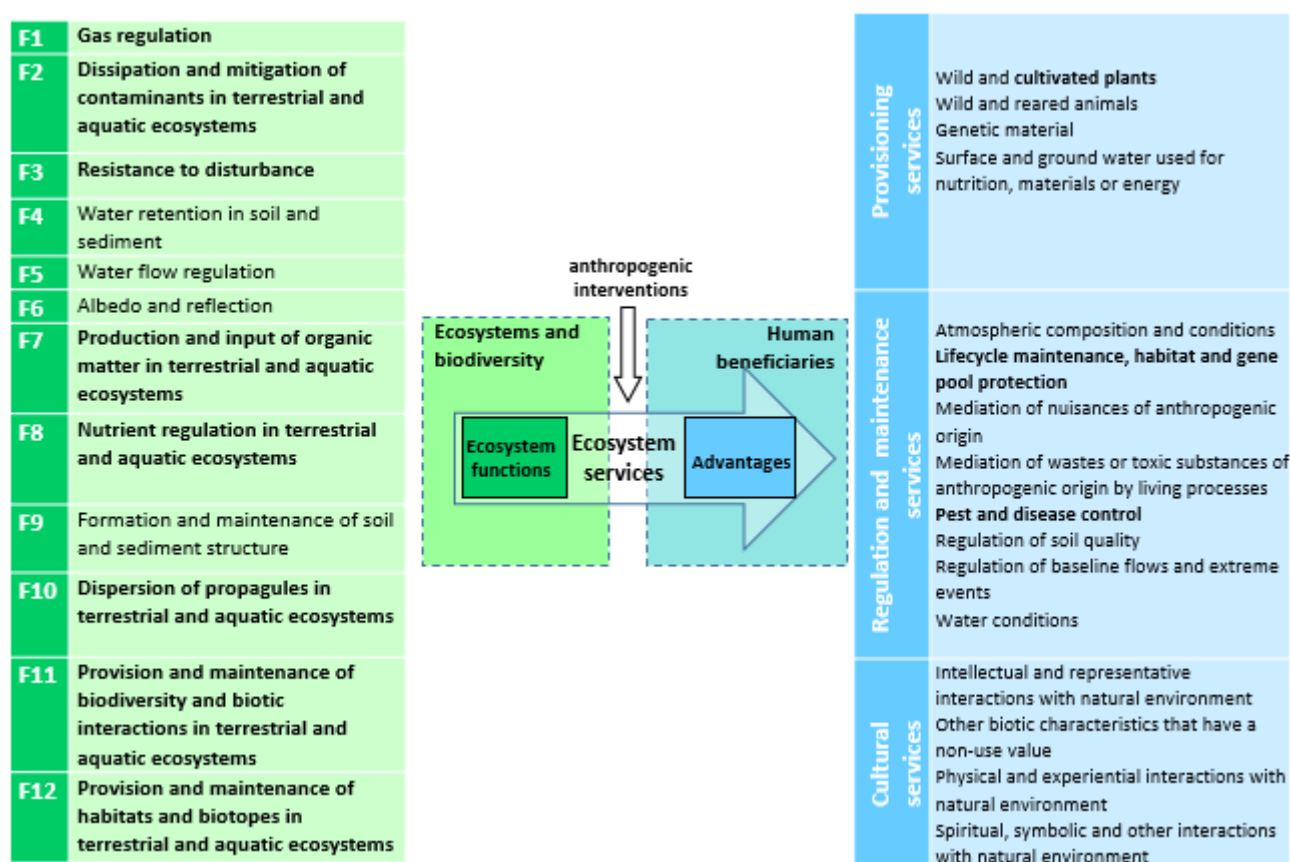 F1 Gas regulation
F2 Dissipation and mitigation of
contaminants in terrestrial and
aquatic ecosystems
F3 Resistance to disturbance
F4 Water retention in soil and
sediment
F5 Water flow regulation
F6 Albedo and reflection
F7 Production and input of organic
matter in terrestrial and aquatic
ecosystems
F8 Nutrient regulation in terrestrial
and aquatic ecosystems
F9 Formation and maintenance of soil
and sediment structure
F10 Dispersion of propagules in
terrestrial and aquatic ecosystems
F11 Provision and maintenance of
biodiversity and biotic
interactions in terrestrial and
aquatic ecosystems
F12 Provision and maintenance of
habitats and biotopes in
terrestrial and aquatic ecosystems
anthropogenic
interventions
Ecosystems and
biodiversity
Human
beneficiaries
Ecosystem
functions
Ecosystem
services
Advantages
Provisioning
services
Wild and cultivated plants
Wild and reared animals
Genetic material
Surface and ground water used for
nutrition, materials or energy
Regulation and maintenance
services
Atmospheric composition and conditions
Lifecycle maintenance, habitat and gene
pool protection
Mediation of nuisances of anthropogenic
origin
Mediation of wastes or toxic substances of
anthropogenic origin by living processes
Pest and disease control
Regulation of soil quality
Regulation of baseline flows and extreme
events
Water conditions
Cultural
services
Intellectual and representative
interactions with natural environment
Other biotic characteristics that have a
non-use value
Physical and experiential interactions with
natural environment
Spiritual, symbolic and other interactions
with natural environment